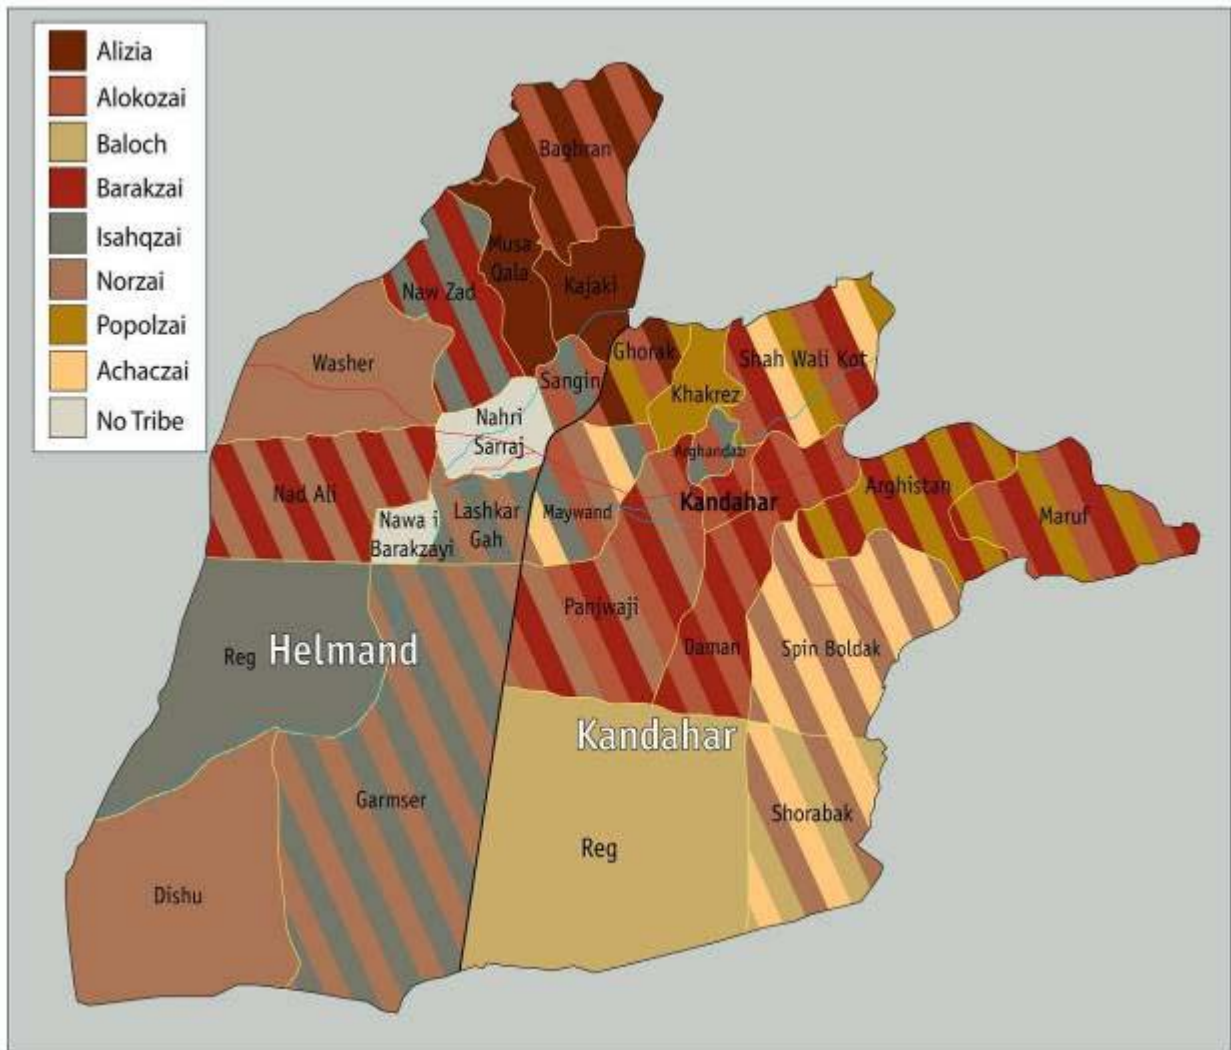 Alizia
Alokozai
Baloch
Barakzai
Isahqzai
Norzai
Popolzai
Achaczai
No Tribe
Baghran
Musa
Qala
Kajaki
Naw Zad
Washer
Sangin
Ghorak
Khakrez
Shah Wali Kot
Nahri
Sarraj
Arghandab
Nad Ali
Nawa i
Barakzayi
Lashkar
Gah
Maywand
Kandahar
Arghistan
Maruf
Panjwaji
Daman
Spin Boldak
Reg
Helmand
Kandahar
Garmser
Shorabak
Reg
Dishu